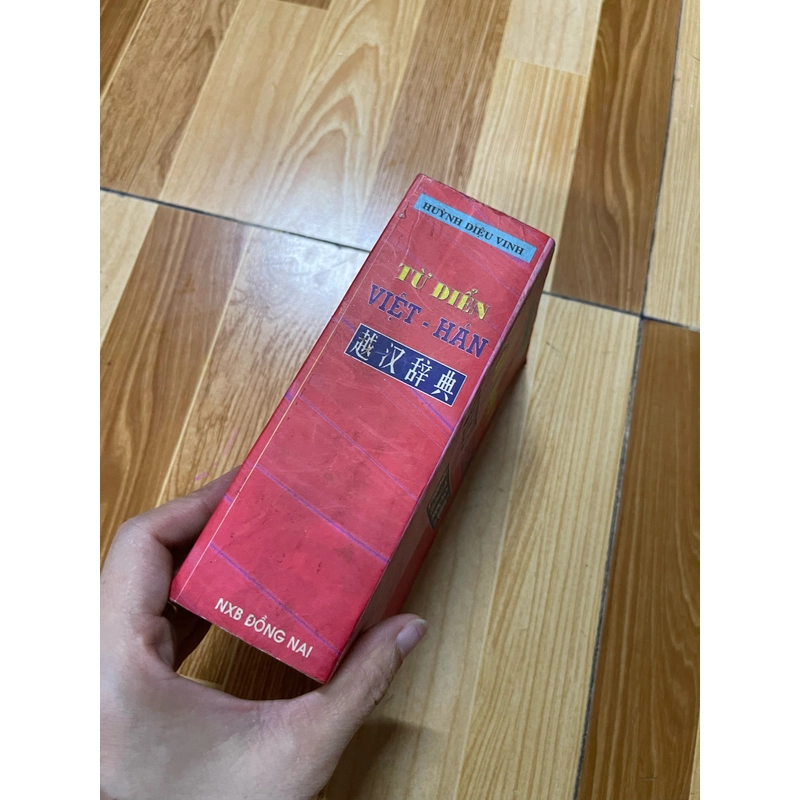 HUỲNH DIỆU VINH
TỪ ĐIỂN
VIỆT - HÁN
越汉辞典
NXB ĐỒNG NAI